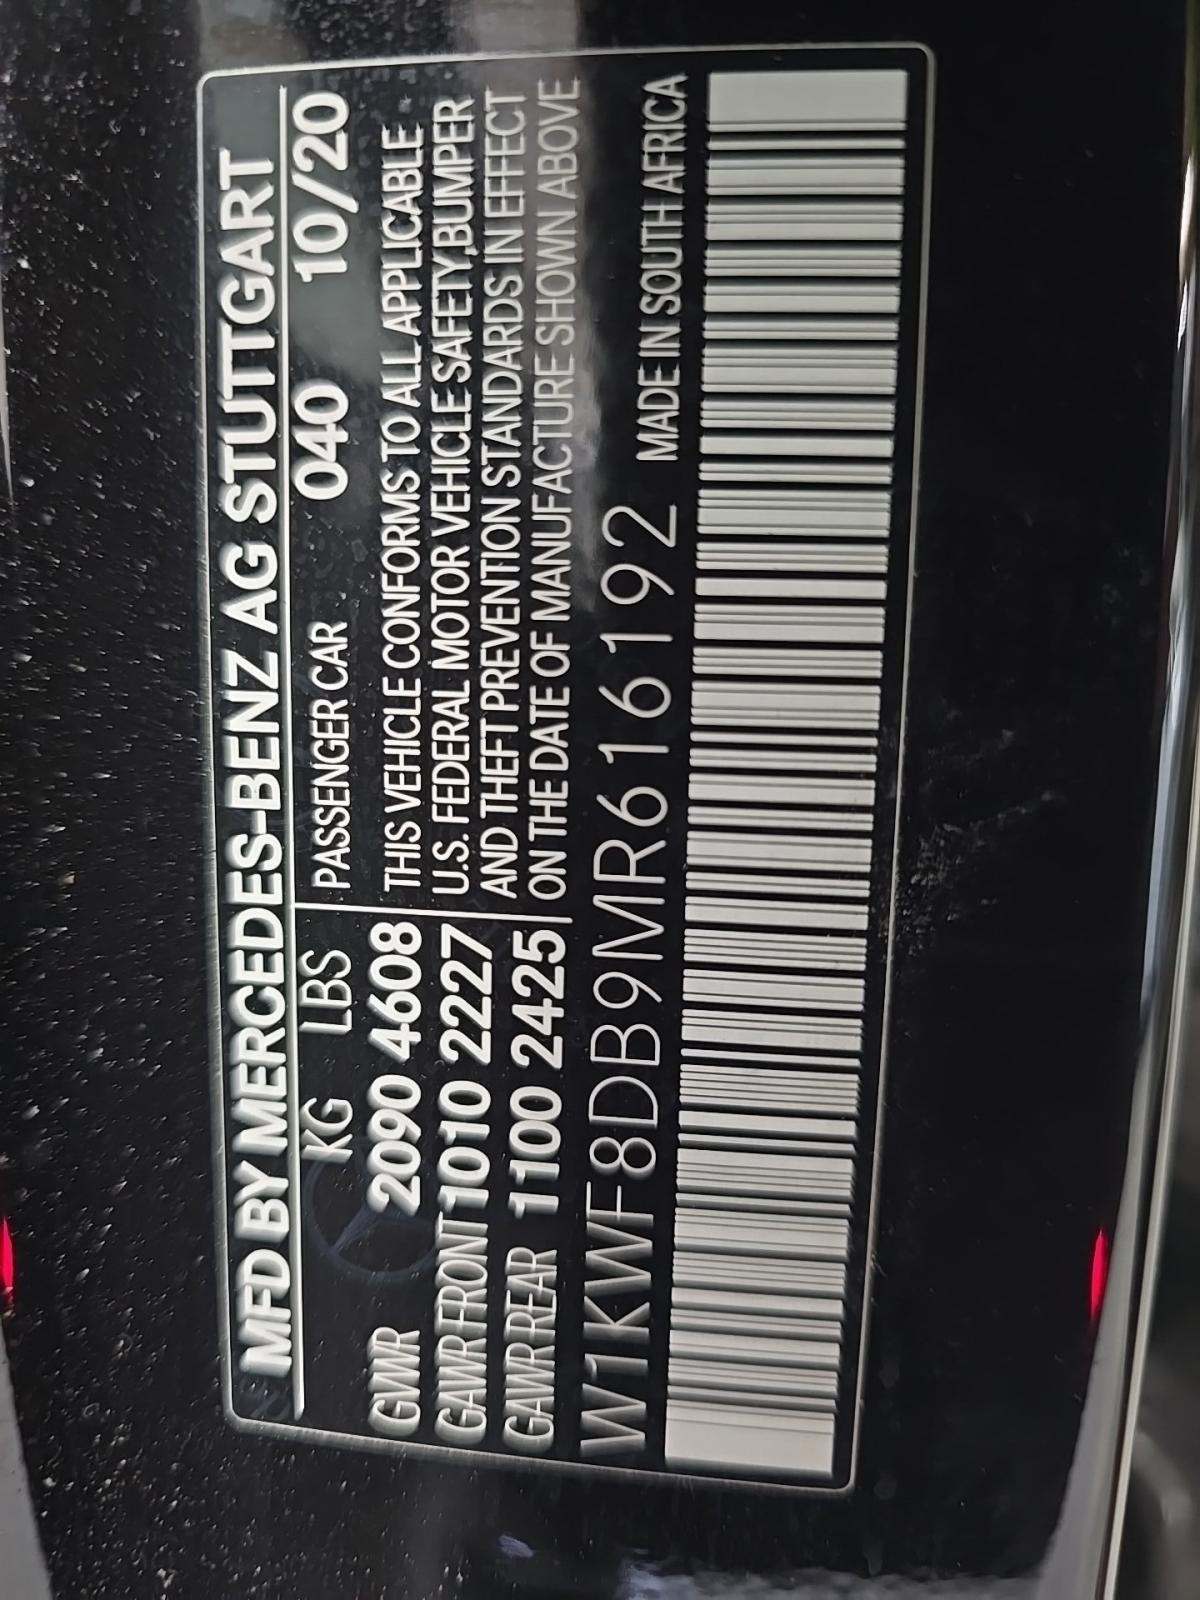 MFD BY MERCEDES-BENZ AG STUTTGART
KG LBS PASSENGER CAR 040 10/20
GVWR 2090 4608 THIS VEHICLE CONFORMS TO ALL APPLICABLE
GAWR FRONT 1010 2227 U.S. FEDERAL MOTOR VEHICLE SAFETY,BUMPER
GAWR REAR 1100 2425 AND THEFT PREVENTION STANDARDS IN EFFECT
ON THE DATE OF MANUFACTURE SHOWN ABOVE
W1KWF8DB9MR616192 MADE IN SOUTH AFRICA